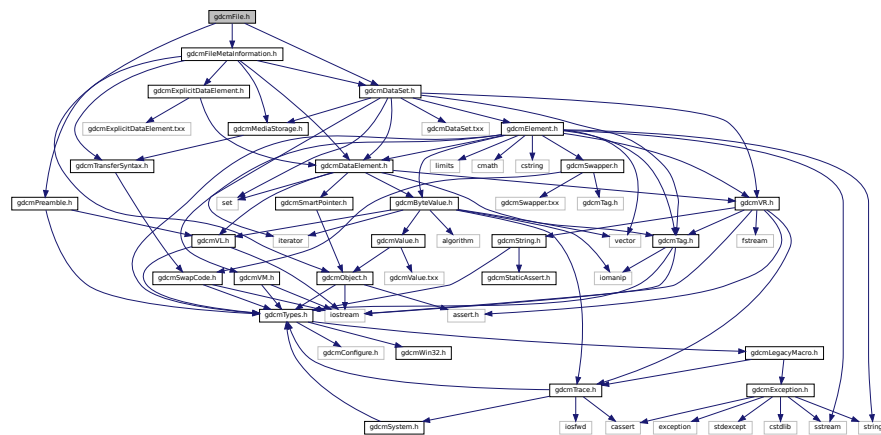 gdcmFile.h
gdcmFileMetaInformation.h
gdcmExplicitDataElement.h
gdcmDataSet.h
gdcmExplicitDataElement.txx
gdcmMediaStorage.h
gdcmDataSet.txx
gdcmElement.h
gdcmTransferSyntax.h
gdcmDataElement.h
limits
cmath
cstring
gdcmSwapper.h
gdcmPreamble.h
set
gdcmSmartPointer.h
gdcmByteValue.h
gdcmSwapper.txx
gdcmTag.h
gdcmVR.h
gdcmVL.h
iterator
gdcmValue.h
algorithm
gdcmString.h
vector
gdcmTag.h
fstream
gdcmSwapCode.h
gdcmVM.h
gdcmObject.h
gdcmValue.txx
gdcmStaticAssert.h
iomanip
gdcmTypes.h
iostream
assert.h
gdcmConfigure.h
gdcmWin32.h
gdcmLegacyMacro.h
gdcmTrace.h
gdcmException.h
gdcmSystem.h
iosfwd
cassert
exception
stdexcept
cstdlib
sstream
string